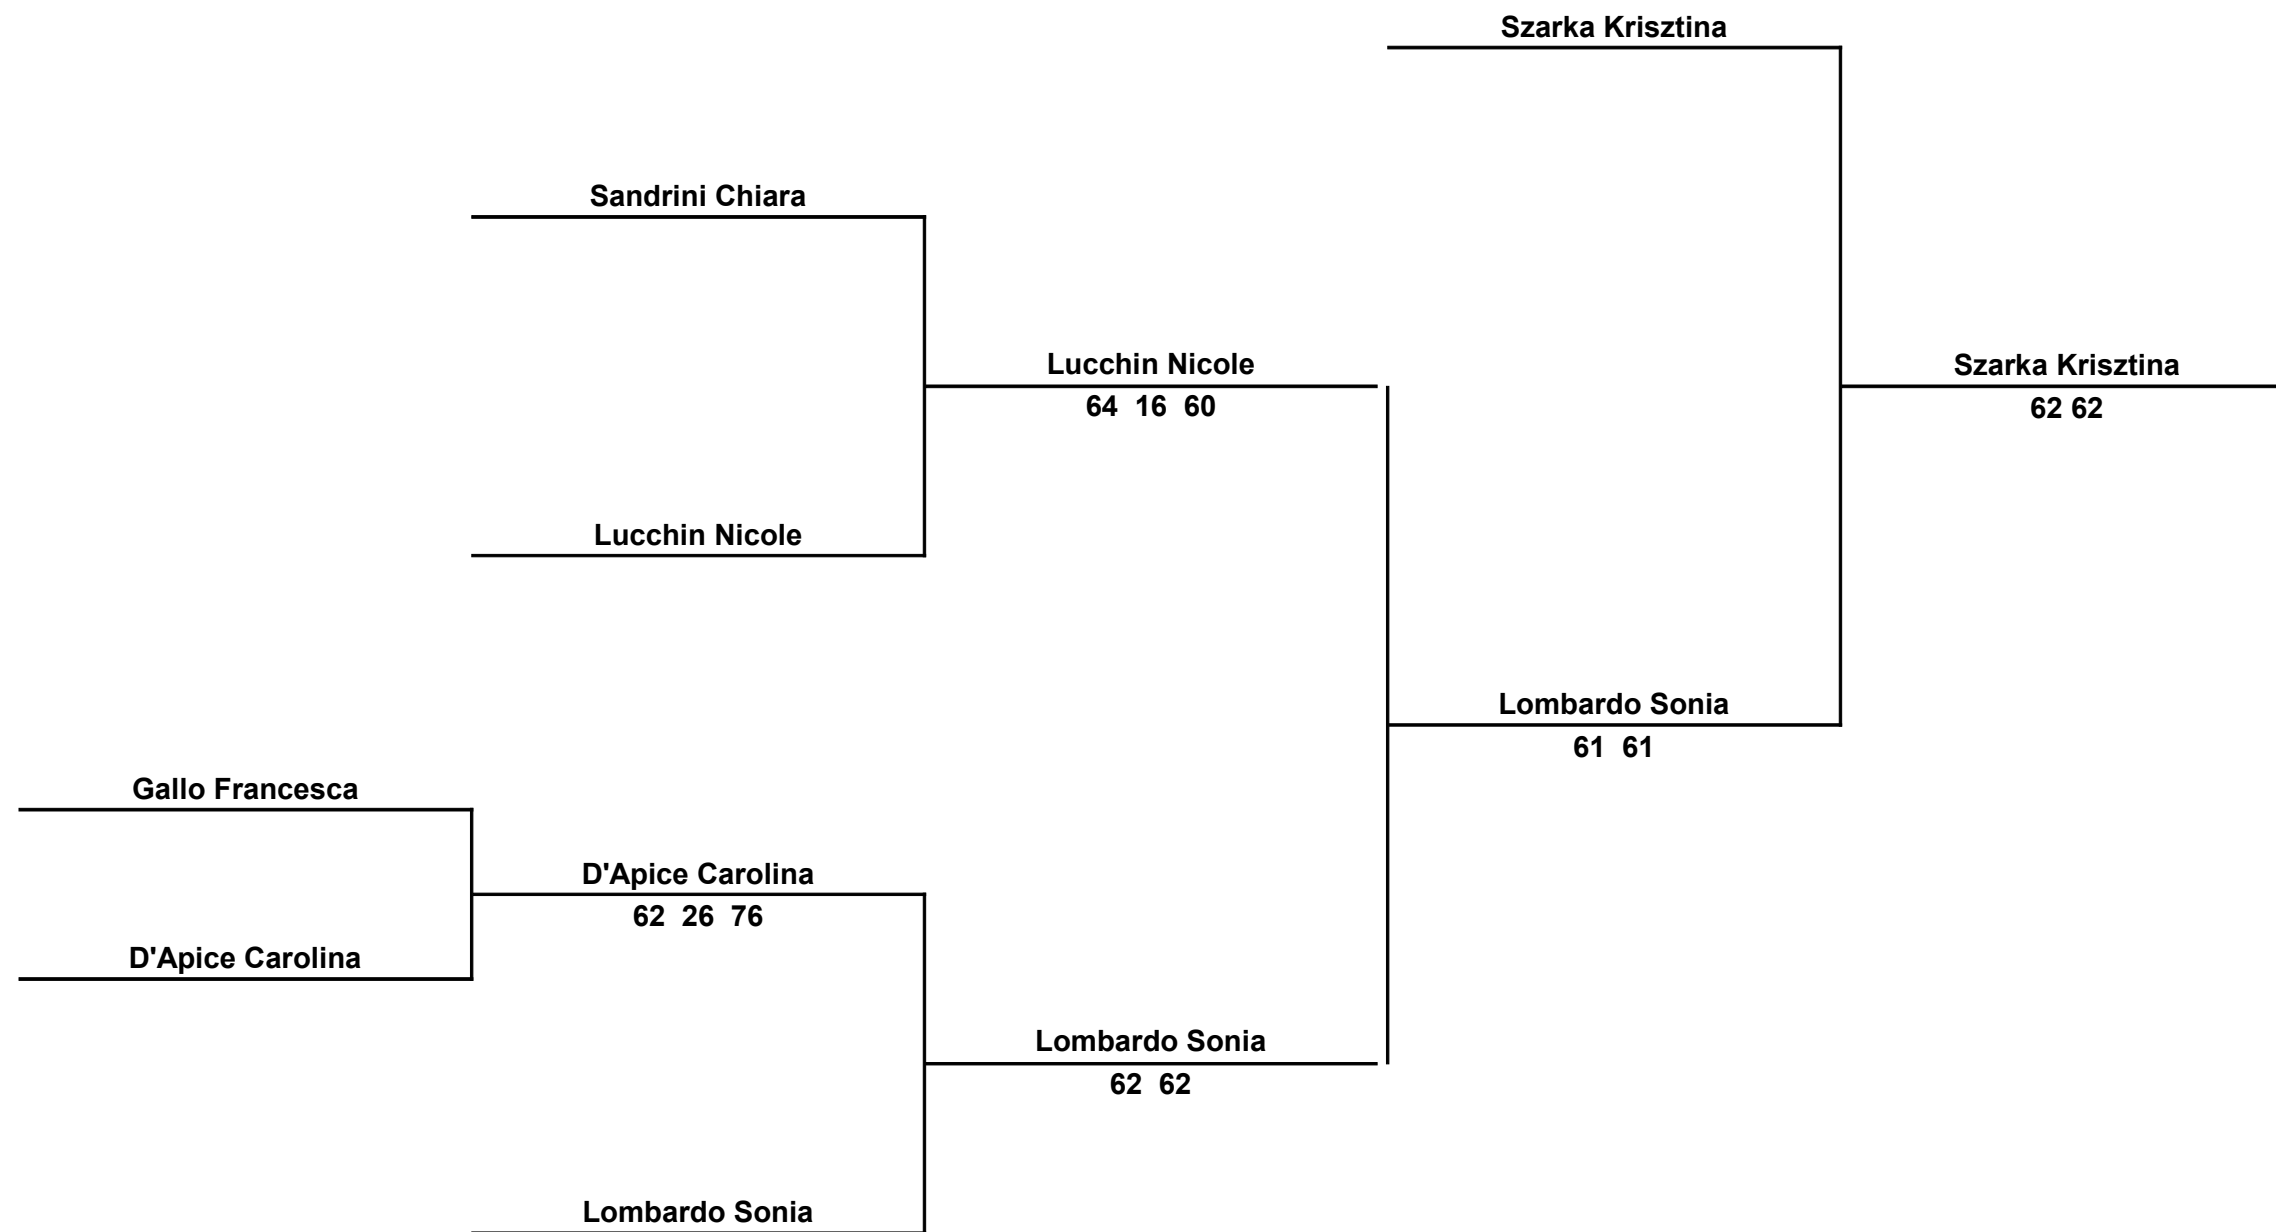 Szarka Krisztina
Sandrini Chiara
Lucchin Nicole
64 16 60
Szarka Krisztina
62 62
Lucchin Nicole
Lombardo Sonia
61 61
Gallo Francesca
D'Apice Carolina
62 26 76
D'Apice Carolina
Lombardo Sonia
62 62
Lombardo Sonia